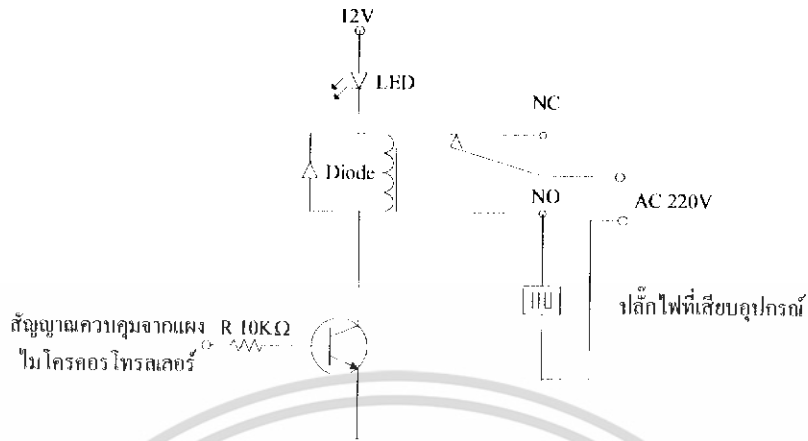 12V
LED
NC
Diode
NO
AC 220V
ปลั๊กไฟที่เสียบอุปกรณ์
สัญญาณควบคุมจากแผง R 10KΩ
ไมโครคอรโทรลเลอร์